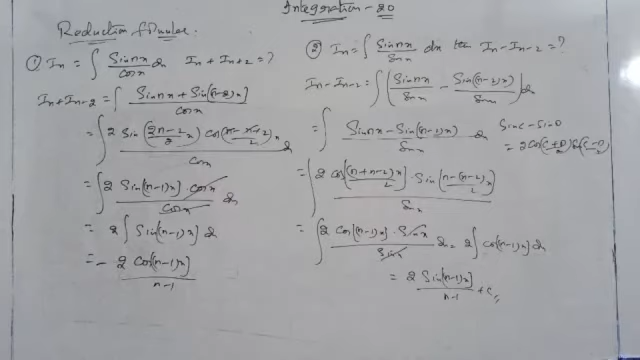 Integration - 20
Reduction formulae.
① In = ∫ Sin nx / cos x dx  In + In+2 = ?
In + In-2 = ∫ Sin nx + Sin(n-2)x] / cos x
= ∫ 2 Sin (2n-2 / 2)x cos (n-n+2 / 2)x / cos x dx
= ∫ 2 Sin(n-1)x] · cos x / cos x dx
= 2 ∫ Sin(n-1)x] dx
= - 2 Cos(n-1)x] / n-1
② In = ∫ Sin nx / Sin x dx then In - In-2 = ?
In - In-2 = ∫ (Sin nx / Sin x - Sin(n-2)x) / Sin x) dx
= ∫ Sin nx - Sin(n-1)x) / Sin x dx
Sin C - Sin D
= 2 Cos(C+D / 2) Sin(C-D / 2)
= ∫ 2 cos((n+n-2)x / 2) · Sin(n-(n-2)x / 2) / Sin x
= ∫ 2 Cos(n-1)x] · Sin x / Sin x dx = 2 ∫ cos(n-1)x] dx
= 2 Sin(n-1)x] / n-1 + c,,